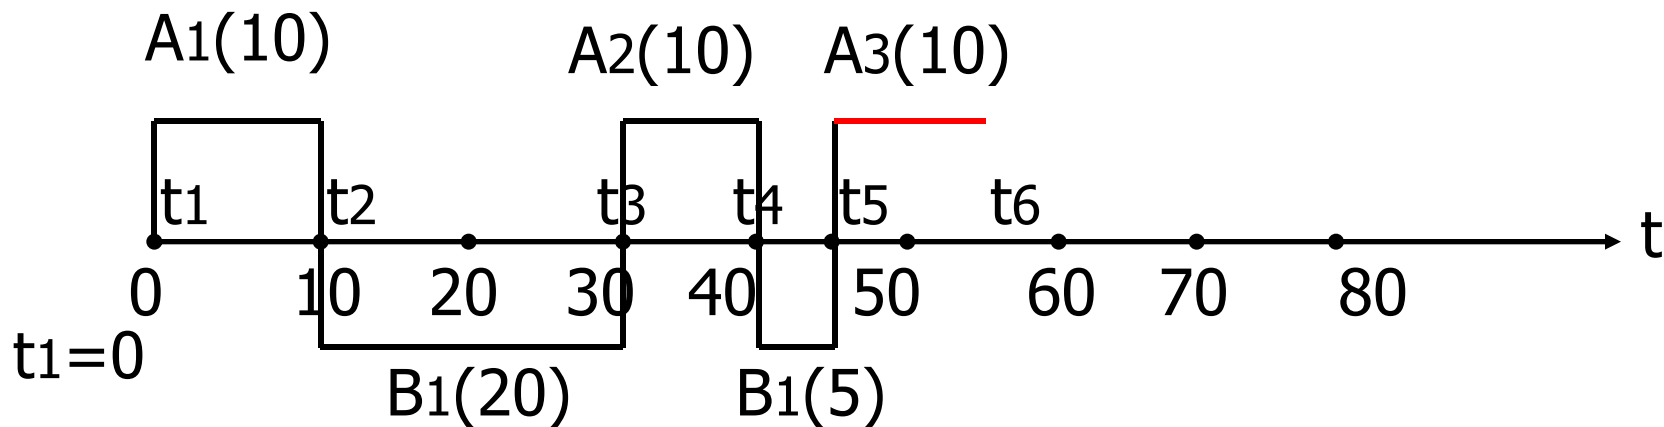 A1(10) A2(10) A3(10)
t1 t2 t3 t4 t5 t6 t
0 10 20 30 40 50 60 70 80
t1=0
B1(20) B1(5)